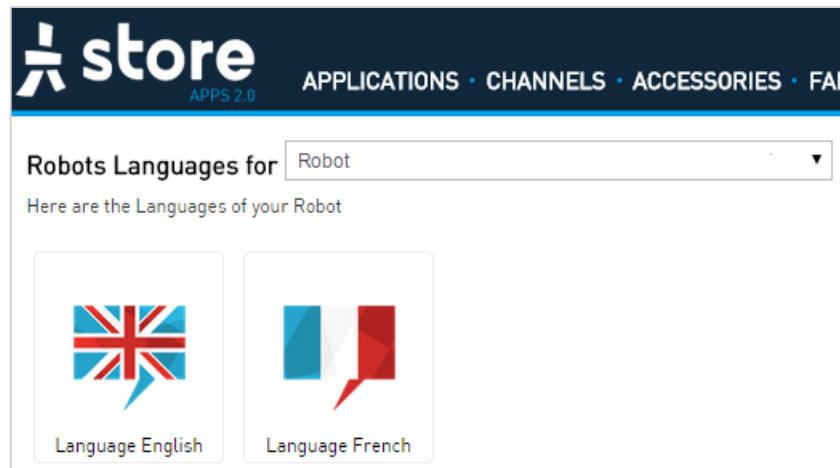 store
APPS 2.0
APPLICATIONS · CHANNELS · ACCESSORIES ·
Robots Languages for Robot
Here are the Languages of your Robot
Language English Language French